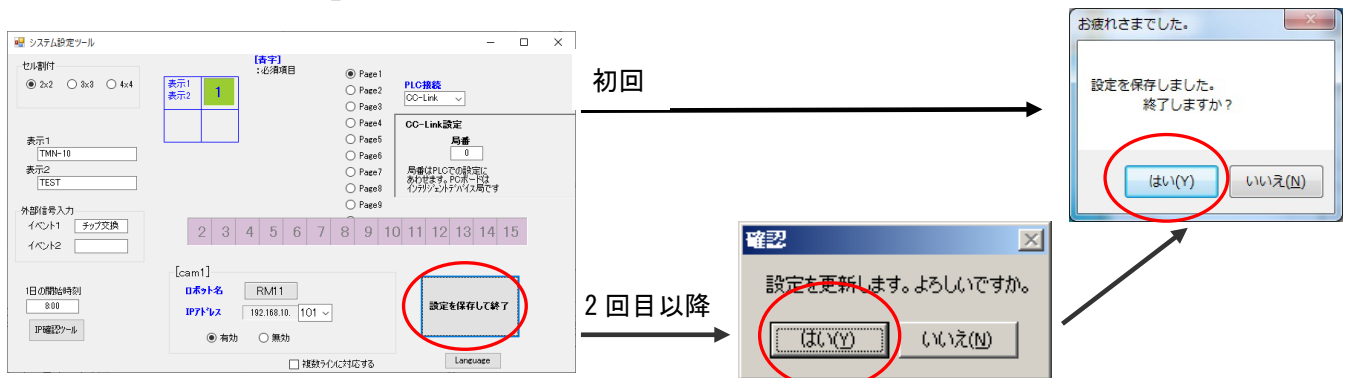 システム設定ツール
セル割付
2x2 3x3 4x4
[青字]
:必須項目
表示1
表示2
1
Page1
Page2
Page3
Page4
Page5
Page6
Page7
Page8
Page9
PLC接続
CC-Link
CC-Link設定
局番
0
局番はPLCでの設定に
あわせます。PCボードは
インテリジェントデバイス局です
表示1
TMN-10
表示2
TEST
外部信号入力
イベント1 チップ交換
イベント2
2 3 4 5 6 7 8 9 10 11 12 13 14 15
1日の開始時刻
8:00
IP確認ツール
[cam1]
ロボット名 RM11
IPアドレス 192.168.10. 101
有効 無効
複数ラインに対応する
設定を保存して終了
Language
初回
2回目以降
確認
設定を更新します。よろしいですか。
はい(Y) いいえ(N)
お疲れさまでした。
設定を保存しました。
終了しますか?
はい(Y) いいえ(N)